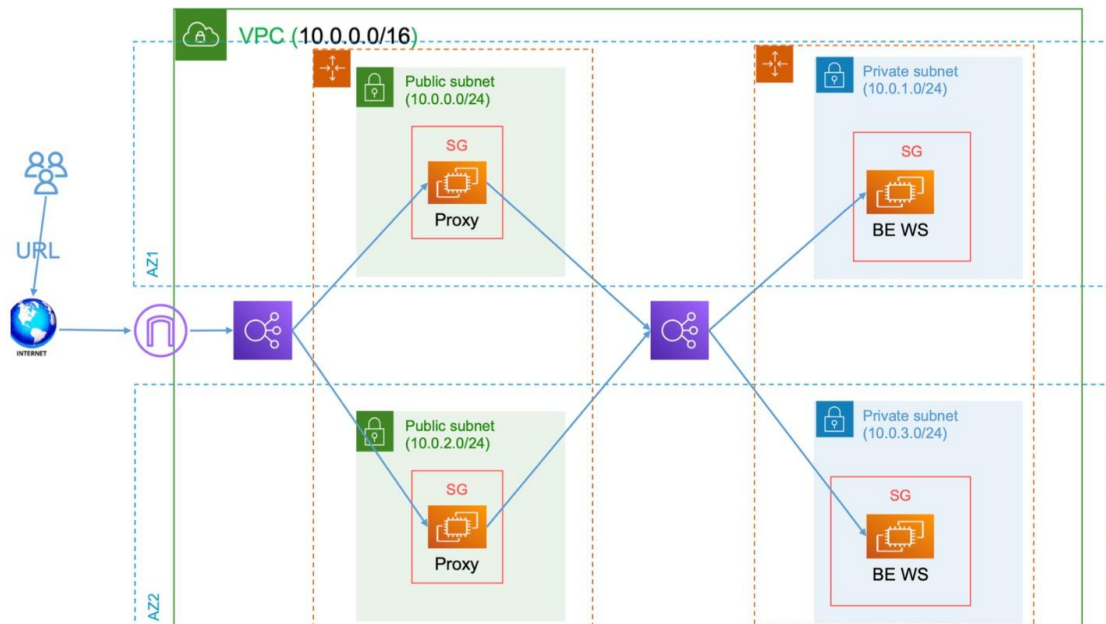 VPC (10.0.0.0/16)
Public subnet
(10.0.0.0/24)
SG
Proxy
Private subnet
(10.0.1.0/24)
SG
BE WS
URL
INTERNET
AZ1
Public subnet
(10.0.2.0/24)
SG
Proxy
Private subnet
(10.0.3.0/24)
SG
BE WS
AZ2